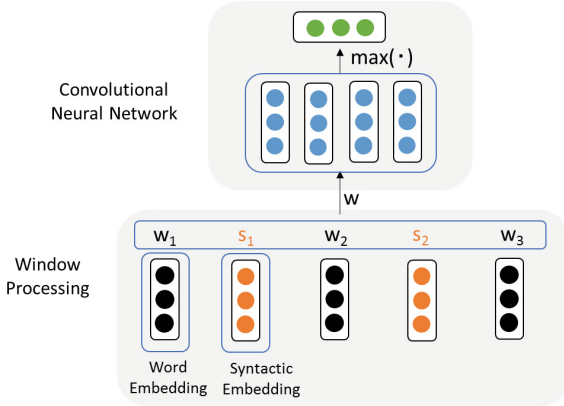 max(·)
Convolutional
Neural Network
w
w₁ s₁ w₂ s₂ w₃
Window
Processing
Word
Embedding
Syntactic
Embedding